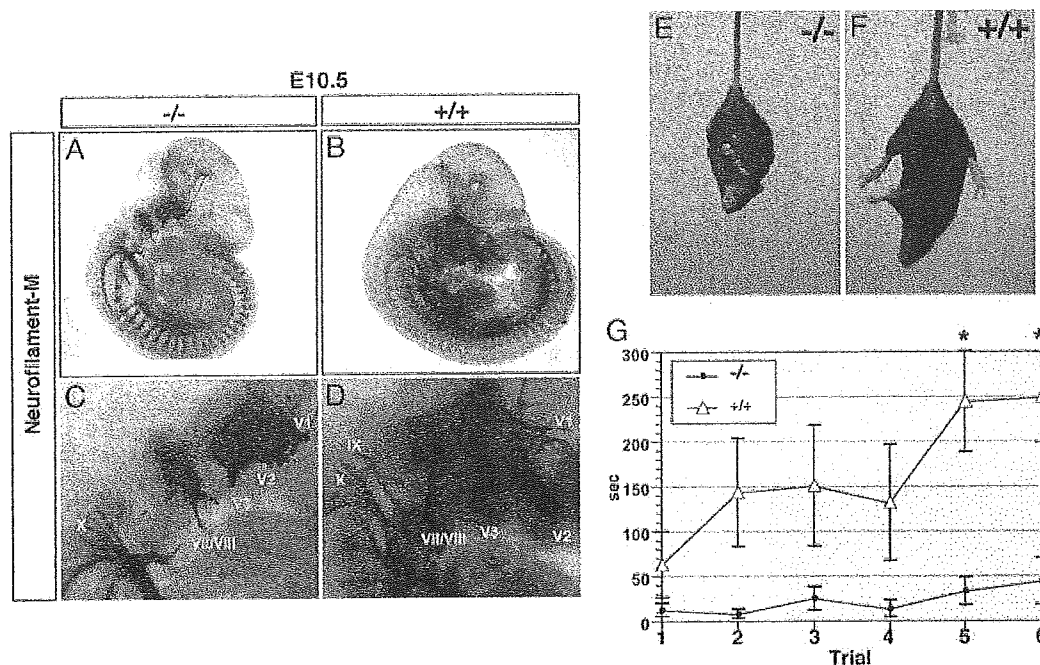 E10.5
-/-
+/+
Neurofilament-M
A
B
C
V1
V3
X
VII/VIII
D
IX
X
VII/VIII
V3
V1
V2
E
-/-
F
+/+
G
*
*
-/-
+/+
300
250
200
150
100
50
0
sec
1
2
3
4
5
6
Trial